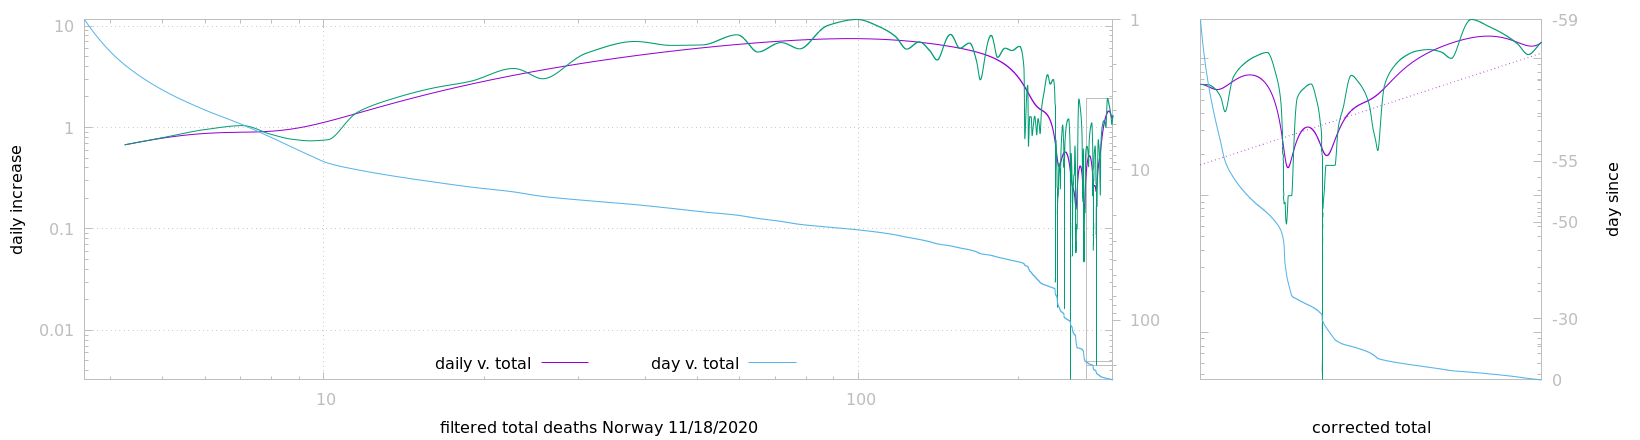 10
1
0.1
0.01
daily increase
daily v. total
day v. total
10
100
filtered total deaths Norway 11/18/2020
1
10
100
-59
-55
-50
-30
0
day since
corrected total